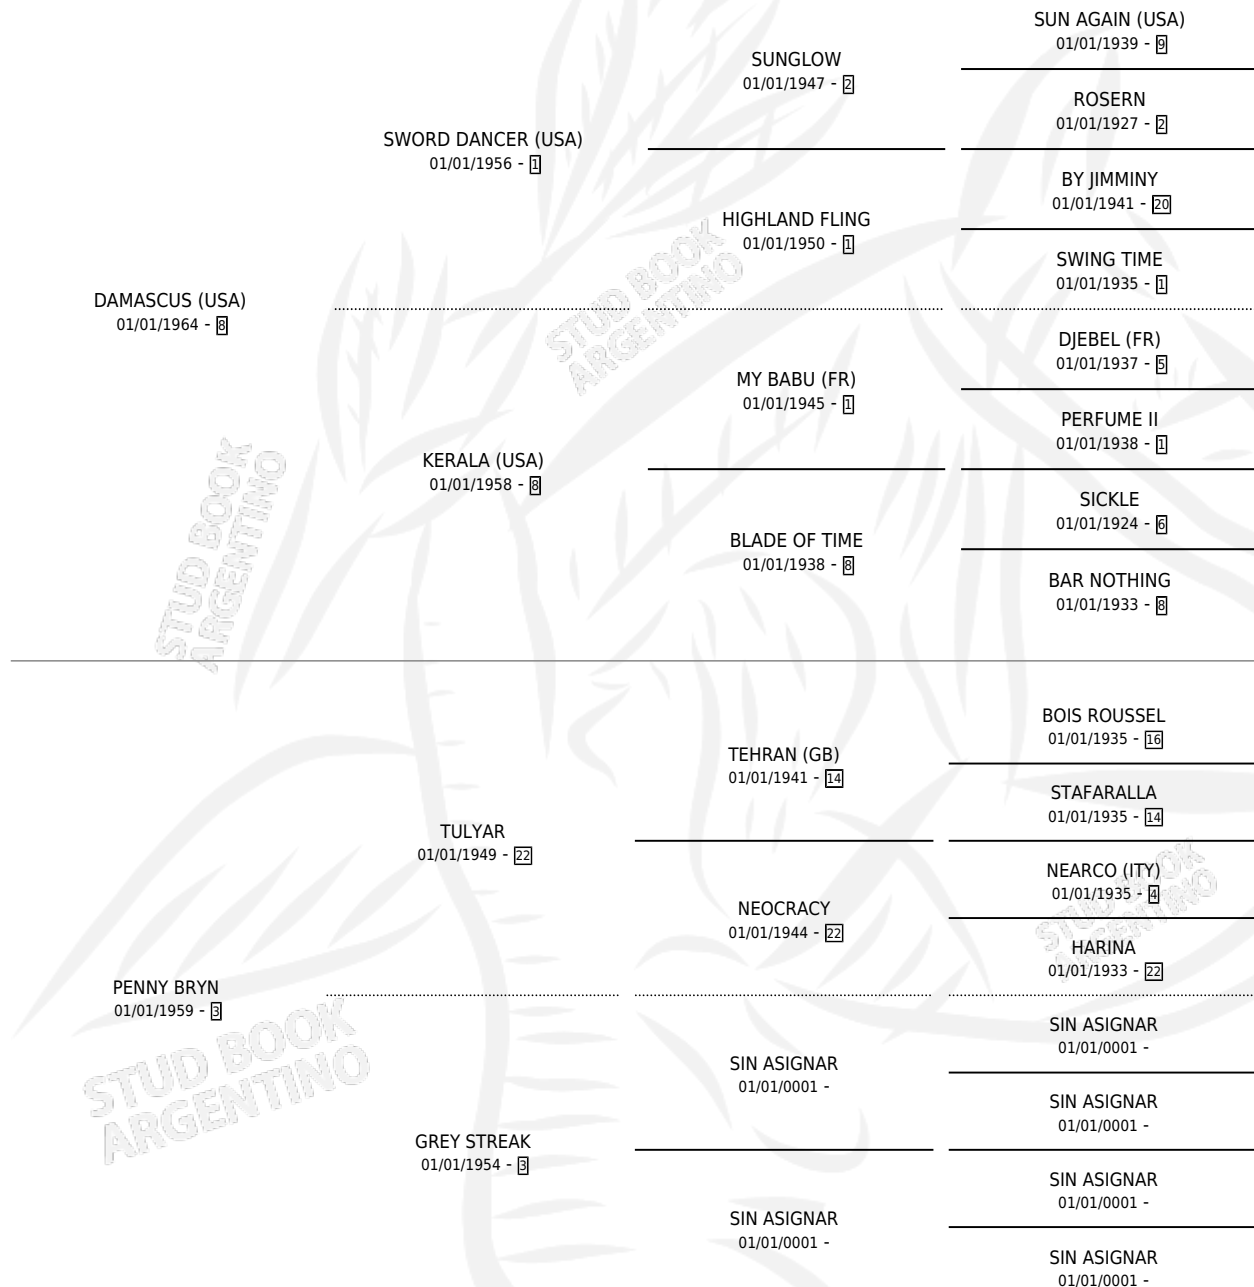 SUN AGAIN (USA)
01/01/1939 - 9
SUNGLOW
01/01/1947 - 2
ROSERN
01/01/1927 - 2
SWORD DANCER (USA)
01/01/1956 - 1
BY JIMMINY
01/01/1941 - 20
HIGHLAND FLING
01/01/1950 - 1
SWING TIME
01/01/1935 - 1
DAMASCUS (USA)
01/01/1964 - 8
DJEBEL (FR)
01/01/1937 - 5
MY BABU (FR)
01/01/1945 - 1
PERFUME II
01/01/1938 - 1
KERALA (USA)
01/01/1958 - 8
SICKLE
01/01/1924 - 6
BLADE OF TIME
01/01/1938 - 8
BAR NOTHING
01/01/1933 - 8
BOIS ROUSSEL
01/01/1935 - 16
TEHRAN (GB)
01/01/1941 - 14
STAFARALLA
01/01/1935 - 14
TULYAR
01/01/1949 - 22
NEARCO (ITY)
01/01/1935 - 4
NEOCRACY
01/01/1944 - 22
HARINA
01/01/1933 - 22
PENNY BRYN
01/01/1959 - 3
SIN ASIGNAR
01/01/0001 -
SIN ASIGNAR
01/01/0001 -
SIN ASIGNAR
01/01/0001 -
GREY STREAK
01/01/1954 - 3
SIN ASIGNAR
01/01/0001 -
SIN ASIGNAR
01/01/0001 -
SIN ASIGNAR
01/01/0001 -
STUD BOOK
ARGENTINO
STUD BOOK
ARGENTINO
STUD BOOK
ARGENTINO
STUD BOOK
ARGENTINO